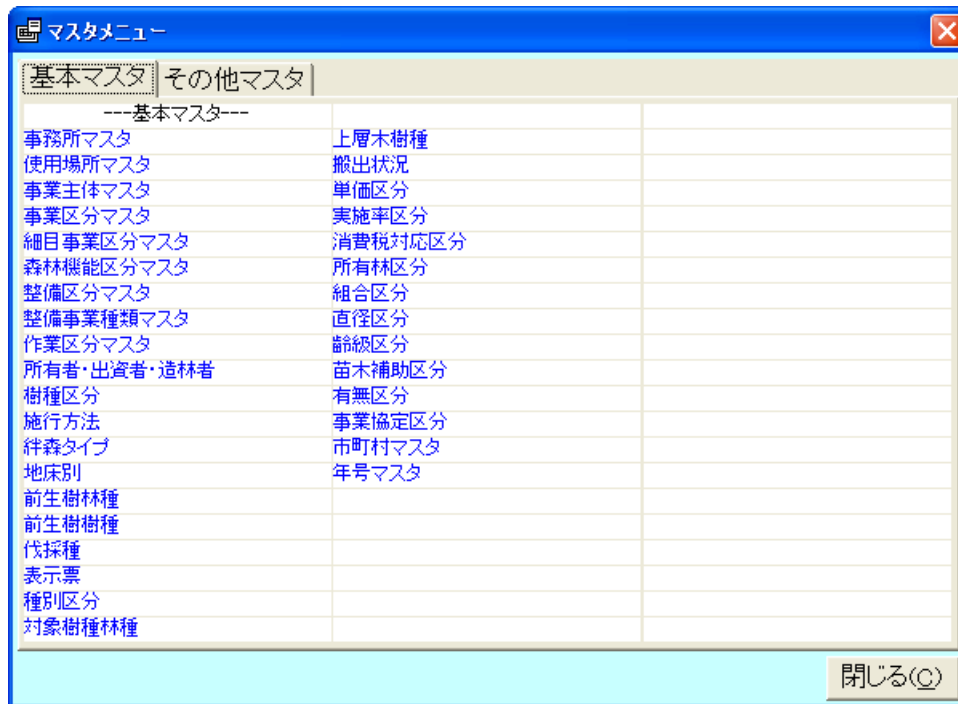 マスタメニュー
基本マスタ その他マスタ
---基本マスタ---
事務所マスタ 上層木樹種
使用場所マスタ 搬出状況
事業主体マスタ 単価区分
事業区分マスタ 実施率区分
細目事業区分マスタ 消費税対応区分
森林機能区分マスタ 所有林区分
整備区分マスタ 組合区分
整備事業種類マスタ 直径区分
作業区分マスタ 齢級区分
所有者・出資者・造林者 苗木補助区分
樹種区分 有無区分
施行方法 事業協定区分
絆森タイプ 市町村マスタ
地床別 年号マスタ
前生樹林種
前生樹樹種
伐採種
表示票
種別区分
対象樹種林種
閉じる(C)